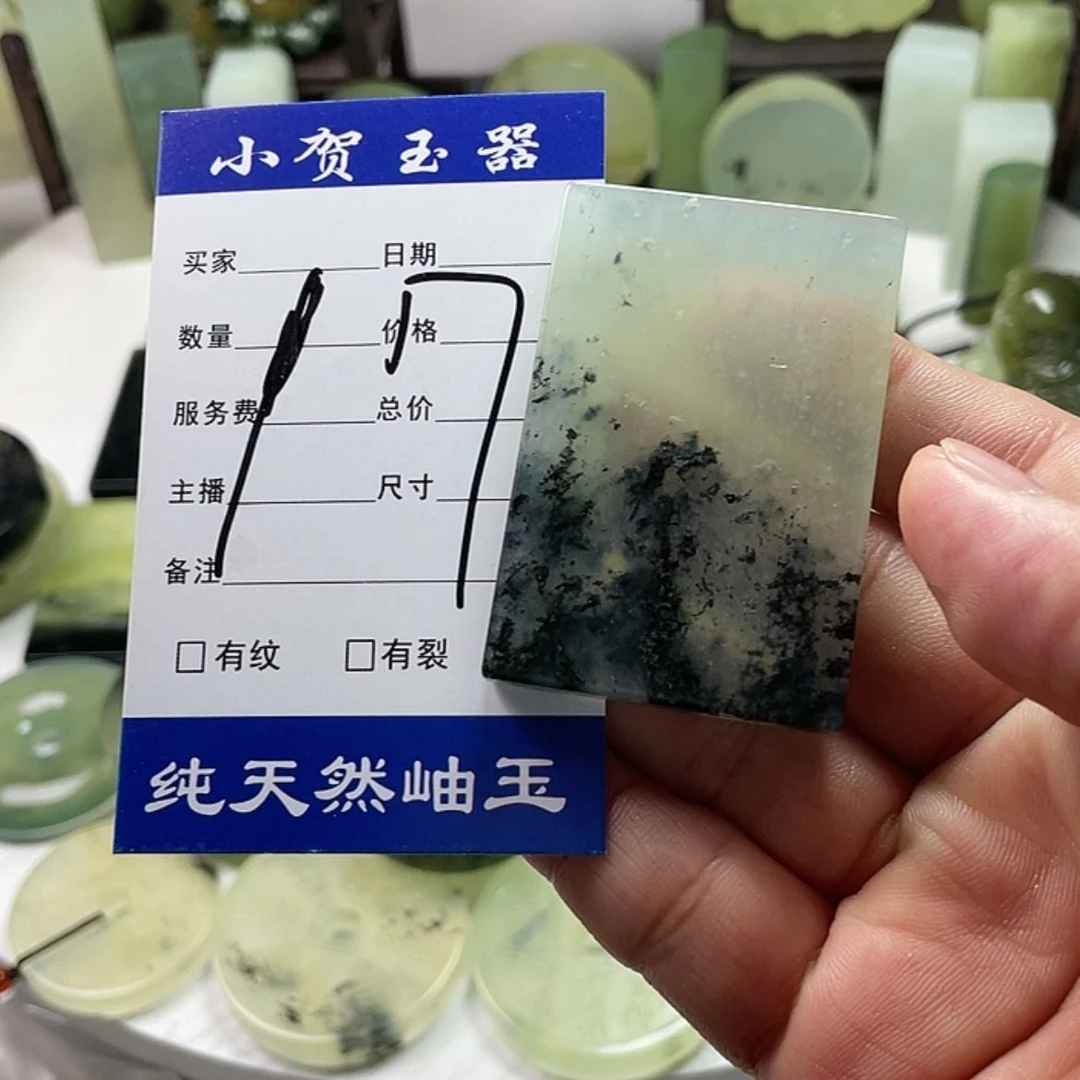 小贺玉器
买家 日期
数量 价格
服务费 总价
主播 尺寸
备注
17
□有纹 □有裂
纯天然岫玉